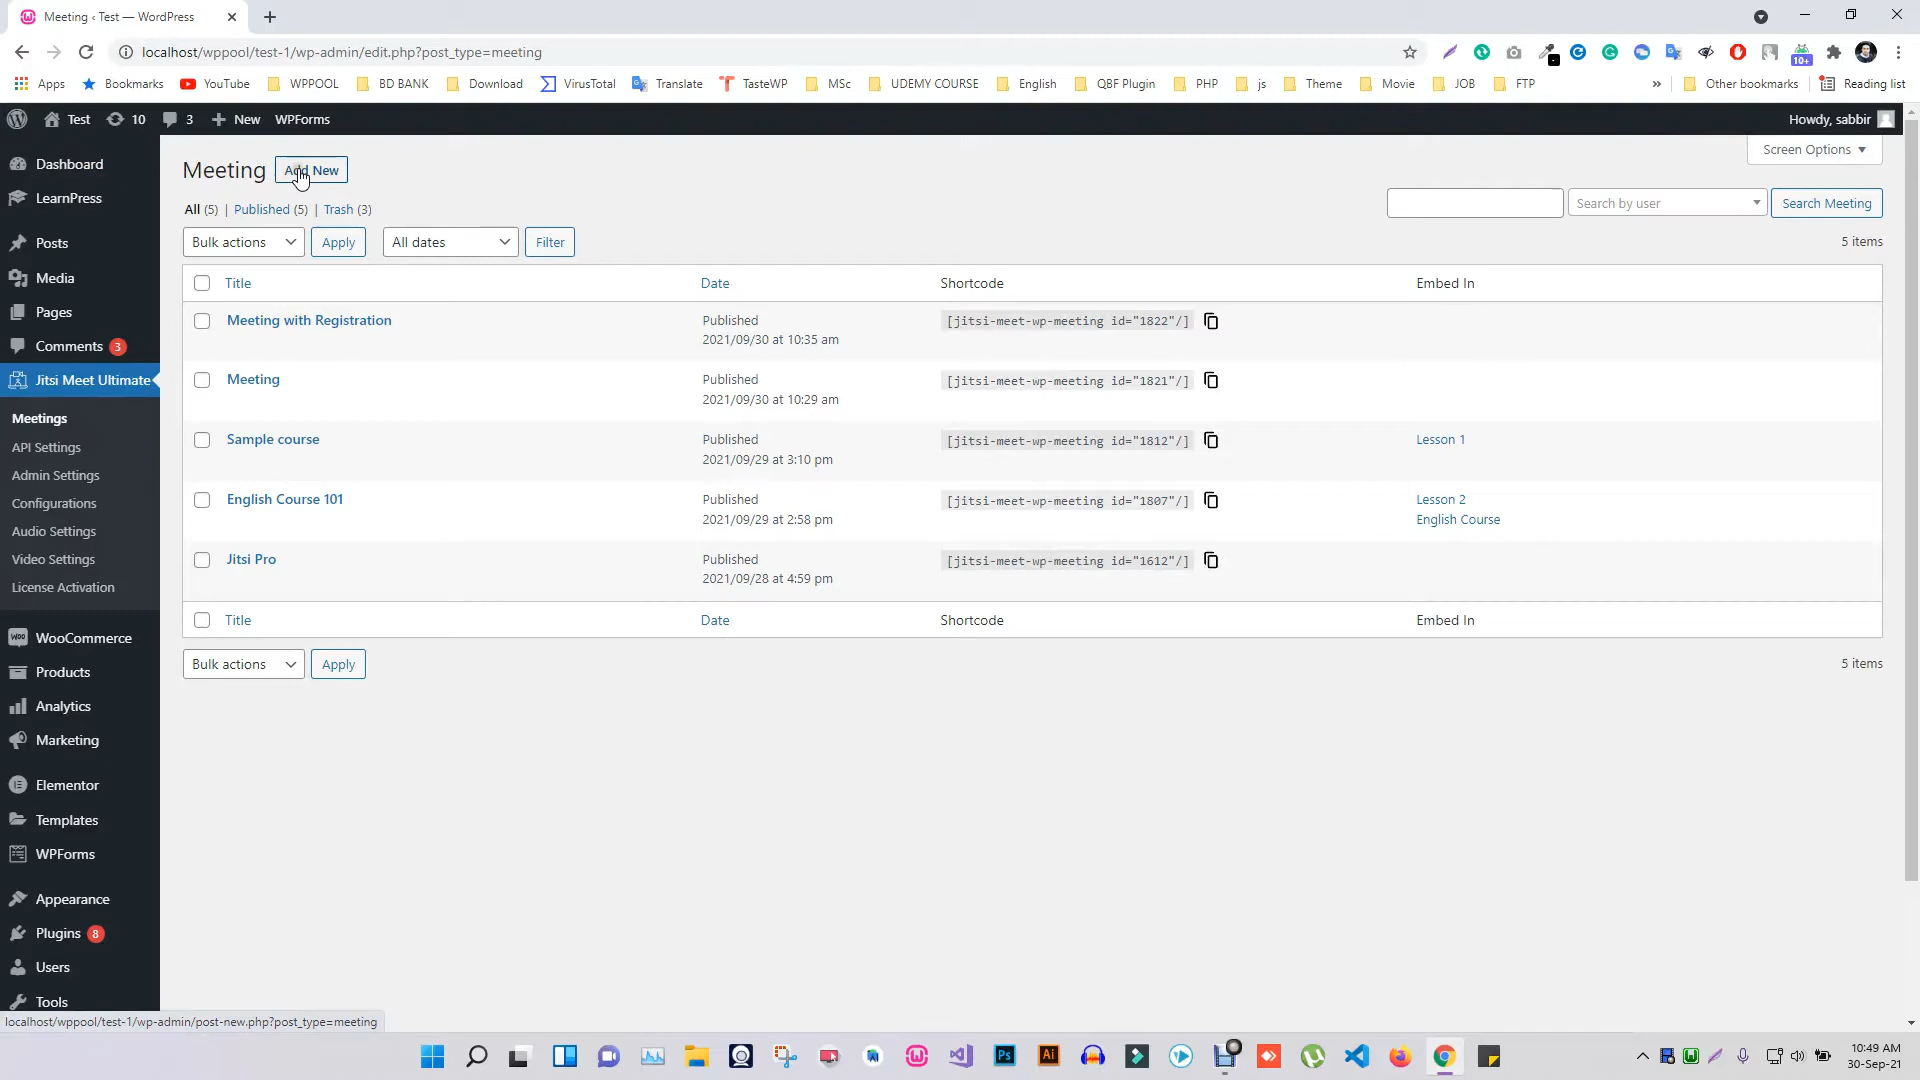 Meeting ‹ Test — WordPress
localhost/wppool/test-1/wp-admin/edit.php?post_type=meeting
10+
Apps Bookmarks YouTube WPPOOL BD BANK Download VirusTotal Translate TasteWP MSc UDEMY COURSE English QBF Plugin PHP js Theme Movie JOB FTP » Other bookmarks Reading list
Test 10 3 New WPForms Howdy, sabbir
Screen Options
Dashboard
LearnPress
Posts
Media
Pages
Comments 3
Jitsi Meet Ultimate
Meetings
API Settings
Admin Settings
Configurations
Audio Settings
Video Settings
License Activation
WooCommerce
Products
Analytics
Marketing
Elementor
Templates
WPForms
Appearance
Plugins 8
Users
Tools
Meeting Add New
All (5) | Published (5) | Trash (3)
Search by user Search Meeting
Bulk actions Apply All dates Filter 5 items
Title Date Shortcode Embed In
Meeting with Registration Published [jitsi-meet-wp-meeting id="1822"/]
2021/09/30 at 10:35 am
Meeting Published [jitsi-meet-wp-meeting id="1821"/]
2021/09/30 at 10:29 am
Sample course Published [jitsi-meet-wp-meeting id="1812"/] Lesson 1
2021/09/29 at 3:10 pm
English Course 101 Published [jitsi-meet-wp-meeting id="1807"/] Lesson 2
2021/09/29 at 2:58 pm English Course
Jitsi Pro Published [jitsi-meet-wp-meeting id="1612"/]
2021/09/28 at 4:59 pm
Title Date Shortcode Embed In
Bulk actions Apply 5 items
localhost/wppool/test-1/wp-admin/post-new.php?post_type=meeting
Ps Ai
10:49 AM
30-Sep-21